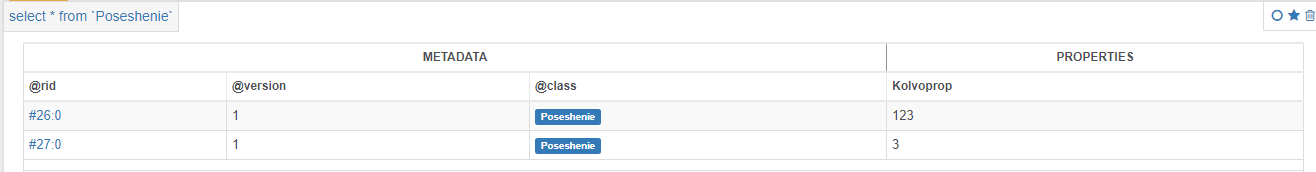 select * from `Poseshenie`
METADATA PROPERTIES
@rid @version @class Kolvoprop
#26:0 1 Poseshenie 123
#27:0 1 Poseshenie 3